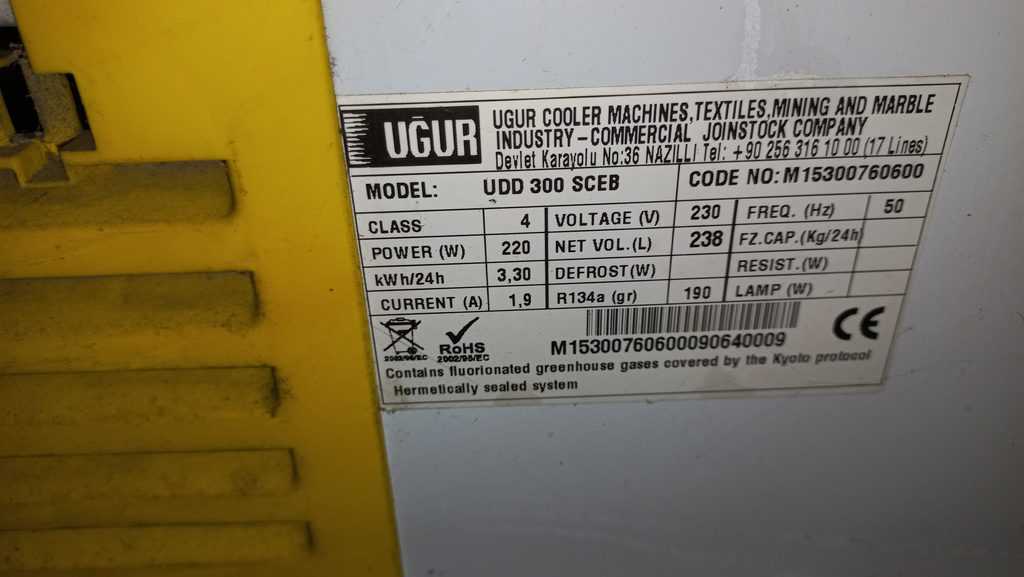 UĞUR
UGUR COOLER MACHINES,TEXTILES,MINING AND MARBLE
INDUSTRY-COMMERCIAL JOINSTOCK COMPANY
Devlet Karayolu No:36 NAZILLI Tel: +90 256 316 10 00 (17 Lines)
MODEL: UDD 300 SCEB CODE NO: M15300760600
CLASS 4 VOLTAGE (V) 230 FREQ. (Hz) 50
POWER (W) 220 NET VOL.(L) 238 FZ.CAP.(Kg/24h)
kWh/24h 3,30 DEFROST(W) RESIST.(W)
CURRENT (A) 1,9 R134a (gr) 190 LAMP (W)
RoHS
2002/95/EC
M15300760600090640009
CE
Contains fluorionated greenhouse gases covered by the Kyoto protocol
Hermetically sealed system